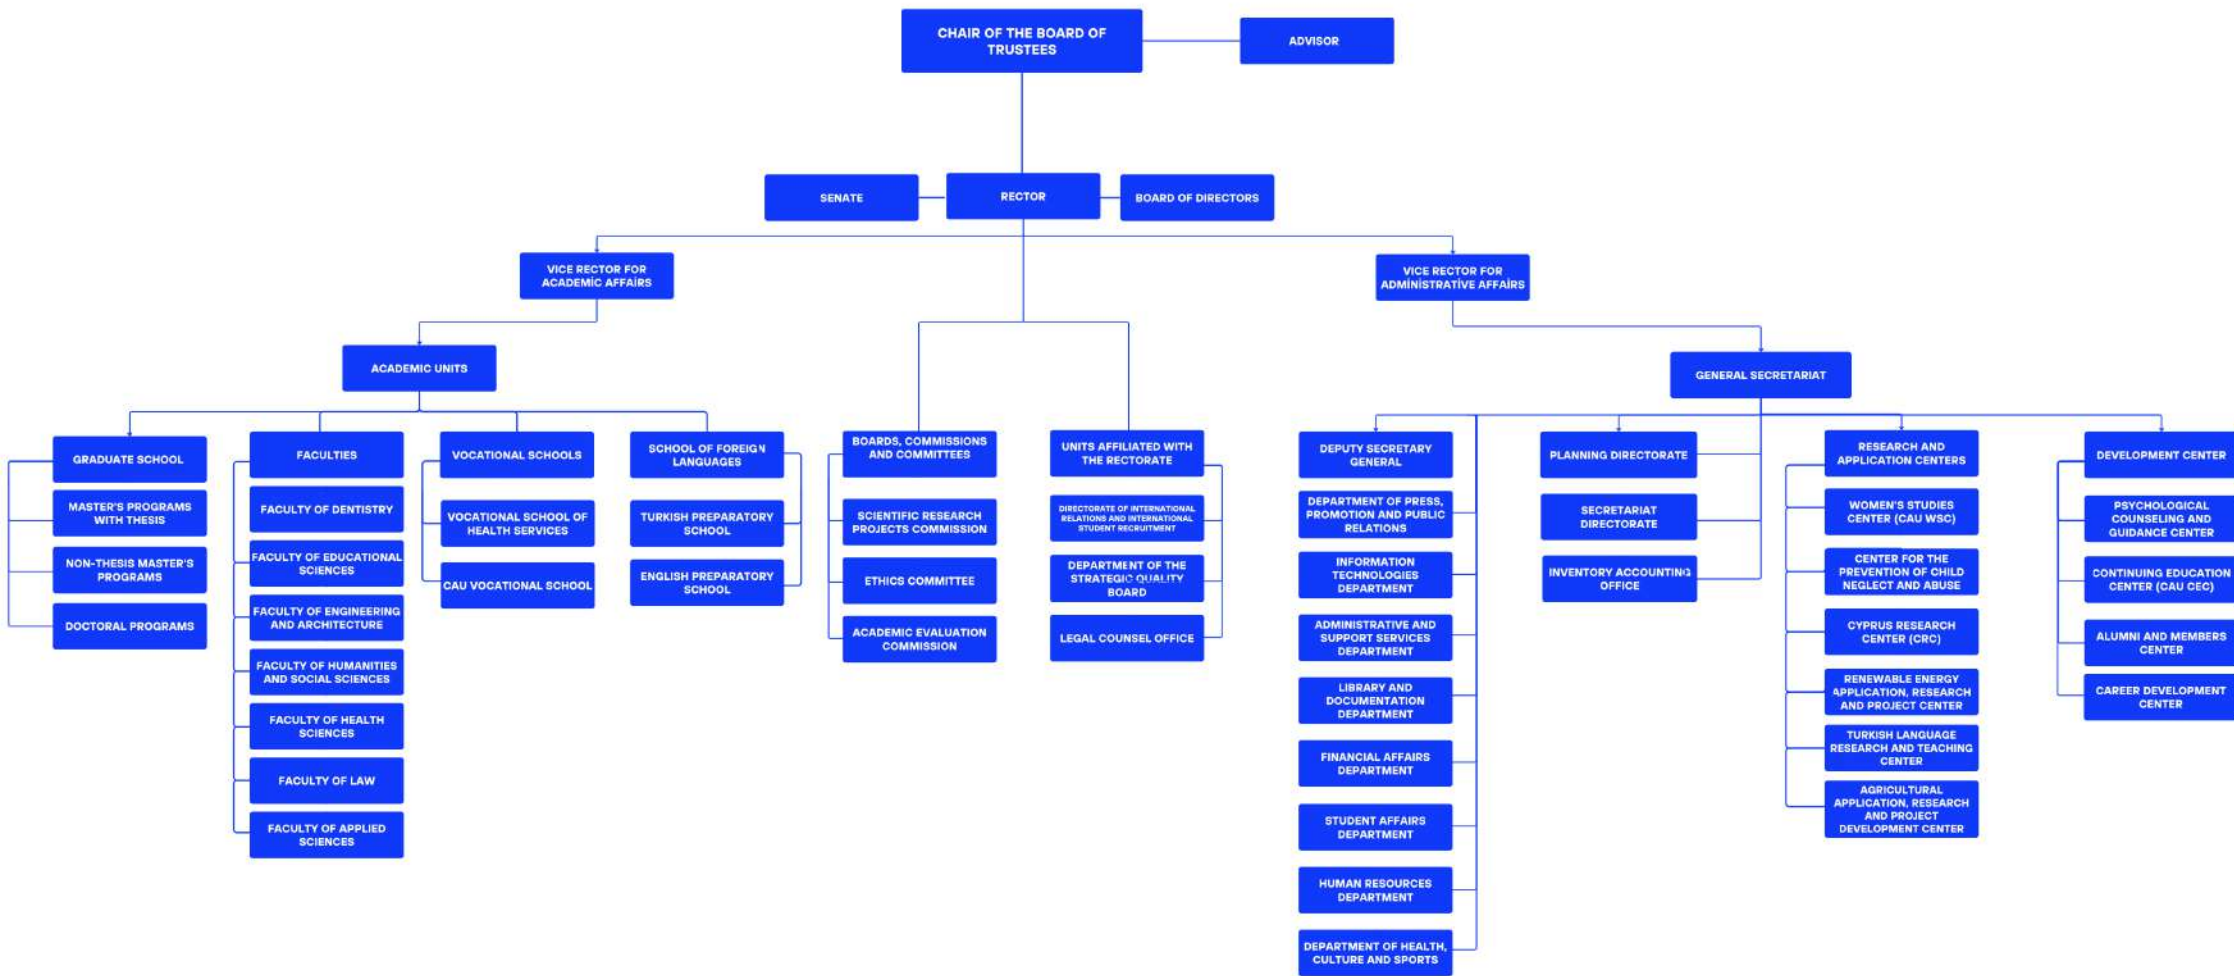 CHAIR OF THE BOARD OF
TRUSTEES
ADVISOR
SENATE
RECTOR
BOARD OF DIRECTORS
VICE RECTOR FOR
ACADEMİC AFFAİRS
VICE RECTOR FOR
ADMİNİSTRATİVE AFFAİRS
ACADEMIC UNITS
GENERAL SECRETARIAT
GRADUATE SCHOOL
MASTER'S PROGRAMS
WITH THESIS
NON-THESIS MASTER'S
PROGRAMS
DOCTORAL PROGRAMS
FACULTIES
FACULTY OF DENTISTRY
FACULTY OF EDUCATIONAL
SCIENCES
FACULTY OF ENGINEERING
AND ARCHITECTURE
FACULTY OF HUMANITIES
AND SOCIAL SCIENCES
FACULTY OF HEALTH
SCIENCES
FACULTY OF LAW
FACULTY OF APPLIED
SCIENCES
VOCATIONAL SCHOOLS
VOCATIONAL SCHOOL OF
HEALTH SERVICES
CAU VOCATIONAL SCHOOL
SCHOOL OF FOREIGN
LANGUAGES
TURKISH PREPARATORY
SCHOOL
ENGLISH PREPARATORY
SCHOOL
BOARDS, COMMISSIONS
AND COMMITTEES
SCIENTIFIC RESEARCH
PROJECTS COMMISSION
ETHICS COMMITTEE
ACADEMIC EVALUATION
COMMISSION
UNITS AFFILIATED WITH
THE RECTORATE
DIRECTORATE OF INTERNATIONAL
RELATIONS AND INTERNATIONAL
STUDENT RECRUITMENT
DEPARTMENT OF THE
STRATEGIC QUALITY
BOARD
LEGAL COUNSEL OFFICE
DEPUTY SECRETARY
GENERAL
DEPARTMENT OF PRESS,
PROMOTION AND PUBLIC
RELATIONS
INFORMATION
TECHNOLOGIES
DEPARTMENT
ADMINISTRATIVE AND
SUPPORT SERVICES
DEPARTMENT
LIBRARY AND
DOCUMENTATION
DEPARTMENT
FINANCIAL AFFAIRS
DEPARTMENT
STUDENT AFFAIRS
DEPARTMENT
HUMAN RESOURCES
DEPARTMENT
DEPARTMENT OF HEALTH,
CULTURE AND SPORTS
PLANNING DIRECTORATE
SECRETARIAT
DIRECTORATE
INVENTORY ACCOUNTING
OFFICE
RESEARCH AND
APPLICATION CENTERS
WOMEN'S STUDIES
CENTER (CAU WSC)
CENTER FOR THE
PREVENTION OF CHILD
NEGLECT AND ABUSE
CYPRUS RESEARCH
CENTER (CRC)
RENEWABLE ENERGY
APPLICATION, RESEARCH
AND PROJECT CENTER
TURKISH LANGUAGE
RESEARCH AND TEACHING
CENTER
AGRICULTURAL
APPLICATION, RESEARCH
AND PROJECT
DEVELOPMENT CENTER
DEVELOPMENT CENTER
PSYCHOLOGICAL
COUNSELING AND
GUIDANCE CENTER
CONTINUING EDUCATION
CENTER (CAU CEC)
ALUMNI AND MEMBERS
CENTER
CAREER DEVELOPMENT
CENTER